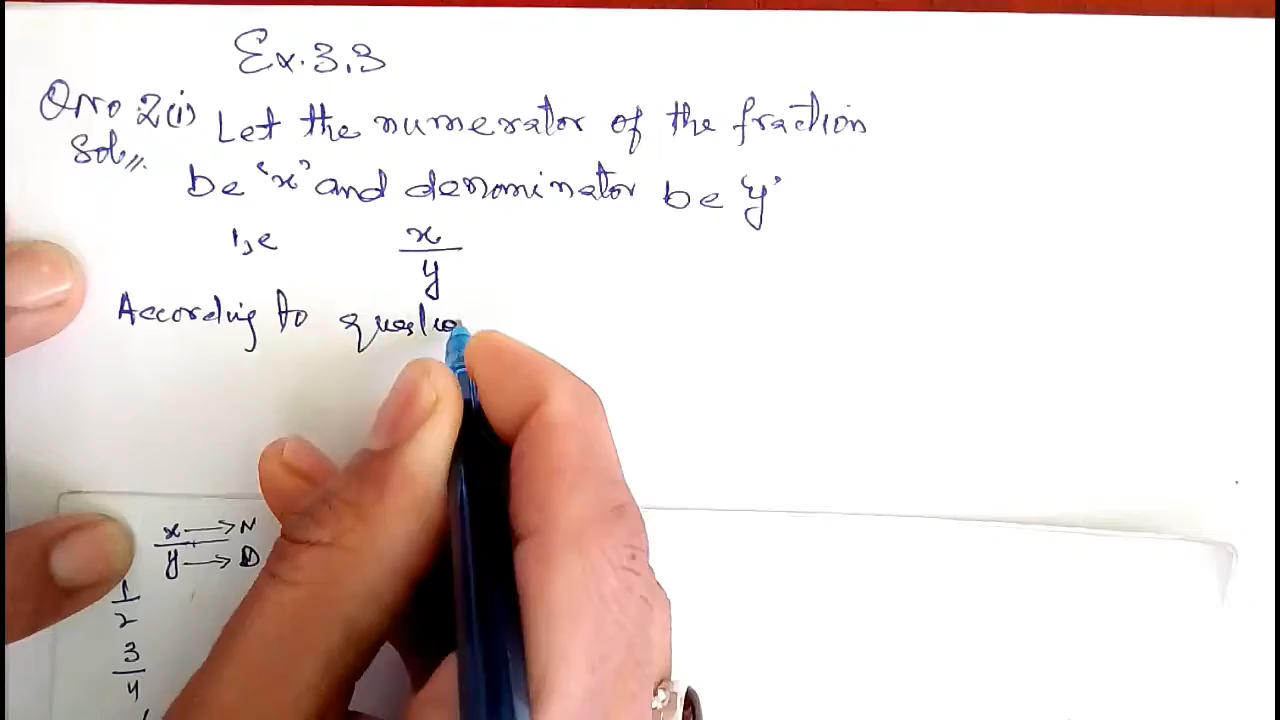 Ex. 3.3
Q No 2(i) Let the numerator of the fraction
Sol,,.
be 'x' and denominator be 'y'
i,e x/y
According to questio
x → N
y → D
1/2
3/4